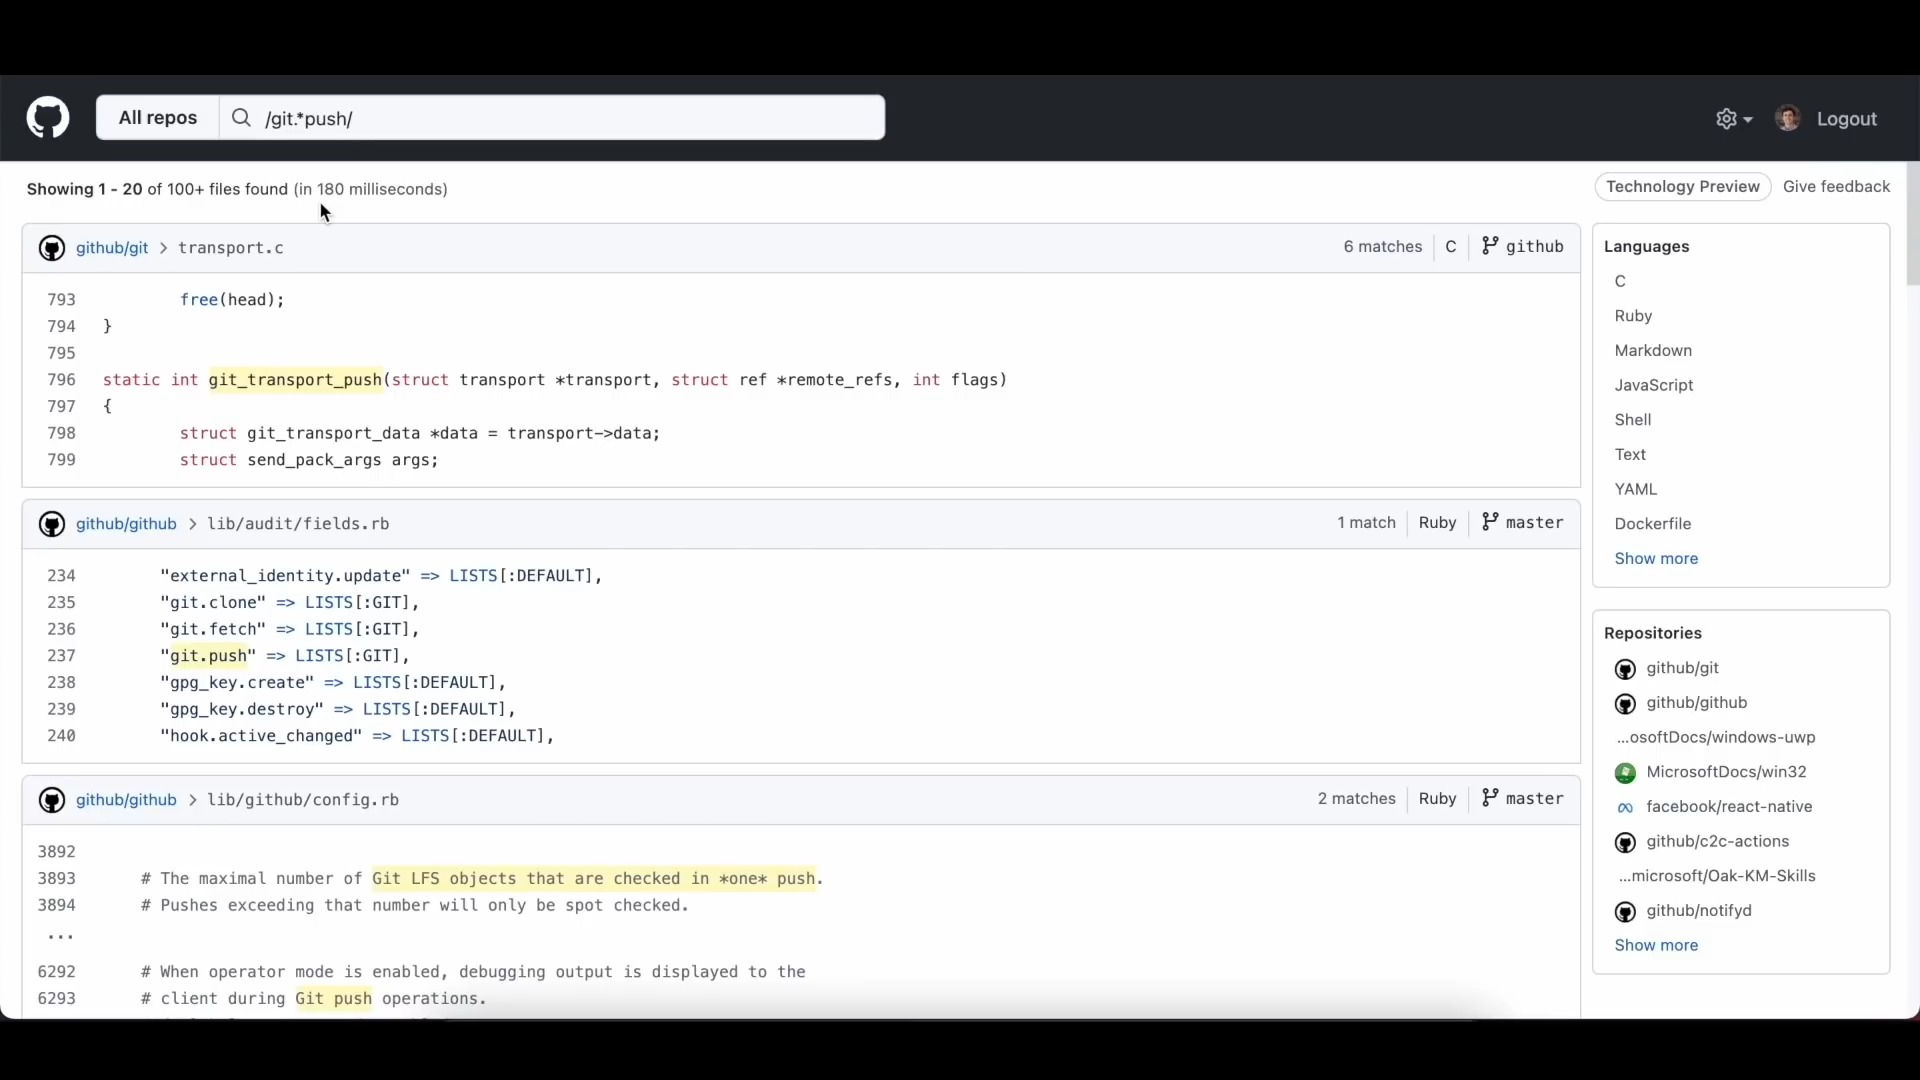 All repos
/git.*push/
Logout
Showing 1 - 20 of 100+ files found (in 180 milliseconds)
Technology Preview
Give feedback
github/git > transport.c
6 matches
C
github
793 free(head);
794 }
795
796 static int git_transport_push(struct transport *transport, struct ref *remote_refs, int flags)
797 {
798 struct git_transport_data *data = transport->data;
799 struct send_pack_args args;
github/github > lib/audit/fields.rb
1 match
Ruby
master
234 "external_identity.update" => LISTS[:DEFAULT],
235 "git.clone" => LISTS[:GIT],
236 "git.fetch" => LISTS[:GIT],
237 "git.push" => LISTS[:GIT],
238 "gpg_key.create" => LISTS[:DEFAULT],
239 "gpg_key.destroy" => LISTS[:DEFAULT],
240 "hook.active_changed" => LISTS[:DEFAULT],
github/github > lib/github/config.rb
2 matches
Ruby
master
3892
3893 # The maximal number of Git LFS objects that are checked in *one* push.
3894 # Pushes exceeding that number will only be spot checked.
...
6292 # When operator mode is enabled, debugging output is displayed to the
6293 # client during Git push operations.
Languages
C
Ruby
Markdown
JavaScript
Shell
Text
YAML
Dockerfile
Show more
Repositories
github/git
github/github
...osoftDocs/windows-uwp
MicrosoftDocs/win32
facebook/react-native
github/c2c-actions
...microsoft/Oak-KM-Skills
github/notifyd
Show more